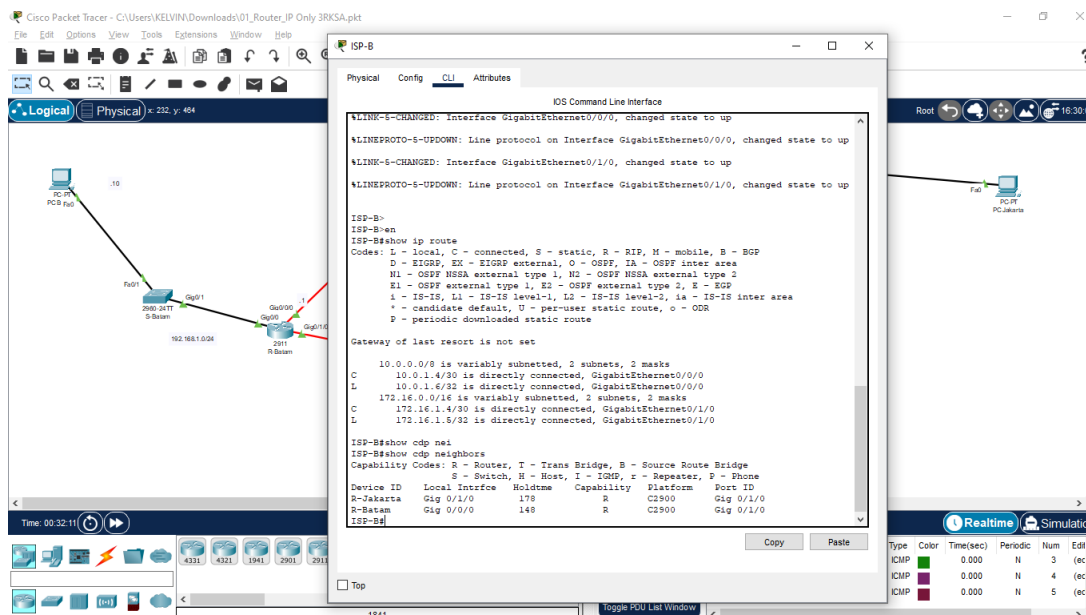 Cisco Packet Tracer - C:\Users\KELVIN\Downloads\01_Router_IP Only 3RKSA.pkt
File Edit Options View Tools Extensions Window Help
Logical Physical x: 232, y: 464
Root 16:30:
PC-PT
PC B Fa0
.10
Fa0/1
Gig0/1
2960-24TT
S-Batam
192.168.1.0/24
Gig0/0/0
.1
Gig0/0
Gig0/1/0
2911
R-Batam
Fa0
PC-PT
PC Jakarta
ISP-B
Physical Config CLI Attributes
IOS Command Line Interface
%LINK-5-CHANGED: Interface GigabitEthernet0/0/0, changed state to up
%LINEPROTO-5-UPDOWN: Line protocol on Interface GigabitEthernet0/0/0, changed state to up
%LINK-5-CHANGED: Interface GigabitEthernet0/1/0, changed state to up
%LINEPROTO-5-UPDOWN: Line protocol on Interface GigabitEthernet0/1/0, changed state to up
ISP-B>
ISP-B>en
ISP-B#show ip route
Codes: L - local, C - connected, S - static, R - RIP, M - mobile, B - BGP
D - EIGRP, EX - EIGRP external, O - OSPF, IA - OSPF inter area
N1 - OSPF NSSA external type 1, N2 - OSPF NSSA external type 2
E1 - OSPF external type 1, E2 - OSPF external type 2, E - EGP
i - IS-IS, L1 - IS-IS level-1, L2 - IS-IS level-2, ia - IS-IS inter area
* - candidate default, U - per-user static route, o - ODR
P - periodic downloaded static route
Gateway of last resort is not set
10.0.0.0/8 is variably subnetted, 2 subnets, 2 masks
C 10.0.1.4/30 is directly connected, GigabitEthernet0/0/0
L 10.0.1.6/32 is directly connected, GigabitEthernet0/0/0
172.16.0.0/16 is variably subnetted, 2 subnets, 2 masks
C 172.16.1.4/30 is directly connected, GigabitEthernet0/1/0
L 172.16.1.5/32 is directly connected, GigabitEthernet0/1/0
ISP-B#show cdp nei
ISP-B#show cdp neighbors
Capability Codes: R - Router, T - Trans Bridge, B - Source Route Bridge
S - Switch, H - Host, I - IGMP, r - Repeater, P - Phone
Device ID Local Intrfce Holdtme Capability Platform Port ID
R-Jakarta Gig 0/1/0 178 R C2900 Gig 0/1/0
R-Batam Gig 0/0/0 148 R C2900 Gig 0/1/0
ISP-B#
Copy Paste
Top
Time: 00:32:11
Realtime Simulatio
4331 4321 1941 2901 2911
1841
Toggle PDU List Window
Type Color Time(sec) Periodic Num Edi
ICMP 0.000 N 3 (ec
ICMP 0.000 N 4 (ec
ICMP 0.000 N 5 (ec